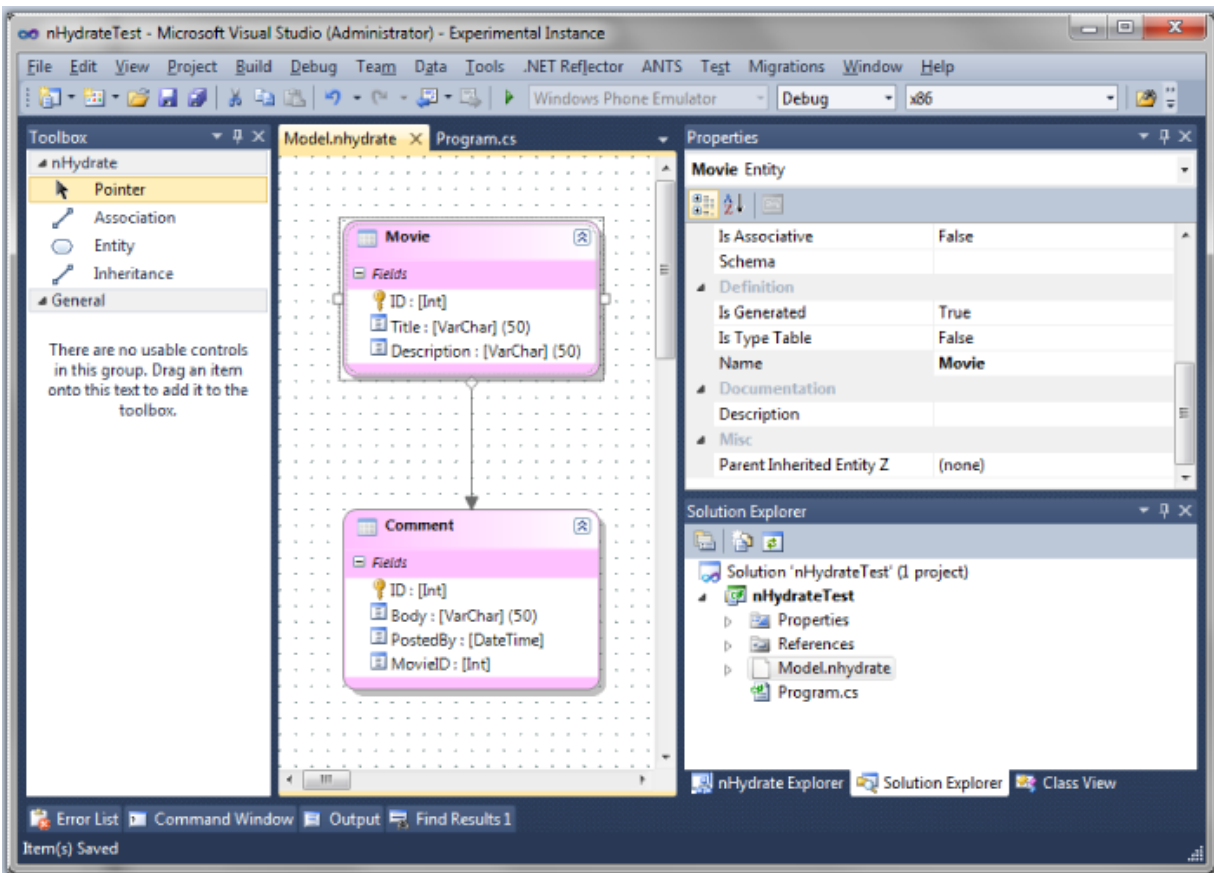 nHydrateTest - Microsoft Visual Studio (Administrator) - Experimental Instance
File Edit View Project Build Debug Team Data Tools .NET Reflector ANTS Test Migrations Window Help
Windows Phone Emulator Debug x86
Toolbox
nHydrate
Pointer
Association
Entity
Inheritance
General
There are no usable controls
in this group. Drag an item
onto this text to add it to the
toolbox.
Model.nhydrate Program.cs
Movie
Fields
ID : [Int]
Title : [VarChar] (50)
Description : [VarChar] (50)
Comment
Fields
ID : [Int]
Body : [VarChar] (50)
PostedBy : [DateTime]
MovieID : [Int]
Properties
Movie Entity
Is Associative False
Schema
Definition
Is Generated True
Is Type Table False
Name Movie
Documentation
Description
Misc
Parent Inherited Entity Z (none)
Solution Explorer
Solution 'nHydrateTest' (1 project)
nHydrateTest
Properties
References
Model.nhydrate
Program.cs
nHydrate Explorer Solution Explorer Class View
Error List Command Window Output Find Results 1
Item(s) Saved